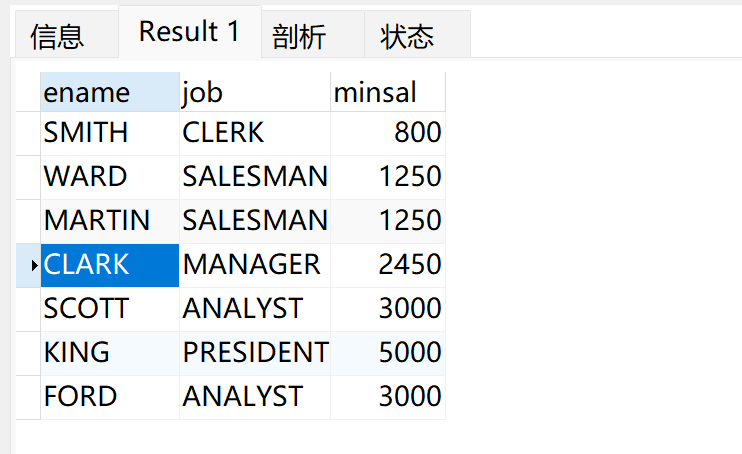 信息 Result 1 剖析 状态
ename job minsal
SMITH CLERK 800
WARD SALESMAN 1250
MARTIN SALESMAN 1250
CLARK MANAGER 2450
SCOTT ANALYST 3000
KING PRESIDENT 5000
FORD ANALYST 3000